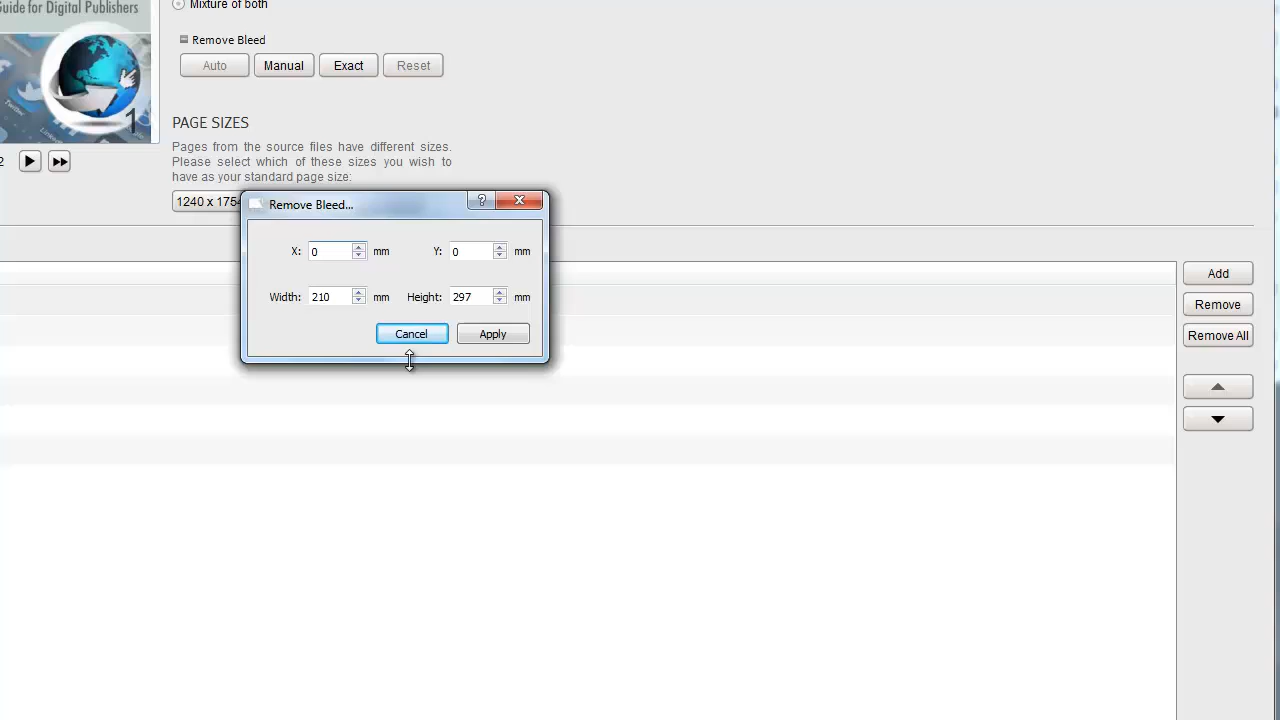 Guide for Digital Publishers
Mixture of both
Remove Bleed
Auto
Manual
Exact
Reset
1
PAGE SIZES
Pages from the source files have different sizes.
Please select which of these sizes you wish to
have as your standard page size:
2
1240 x 1754
Remove Bleed...
?
X: 0 mm
Y: 0 mm
Width: 210 mm
Height: 297 mm
Cancel
Apply
Add
Remove
Remove All